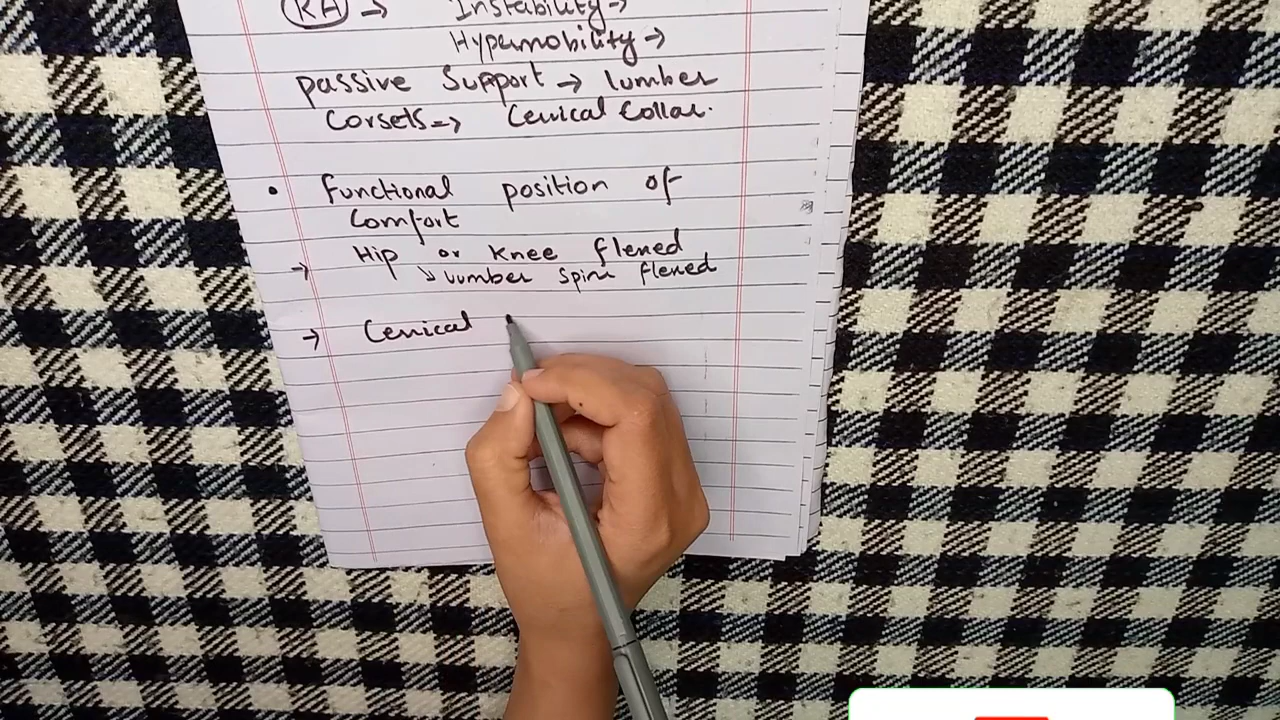 RA → Instability →
Hypermobility →
passive Support → lumber
Corsets → Cervical Collar.
• functional position of
Comfort
→ Hip or knee flexed
↘ lumber spine flexed
→ Cervical